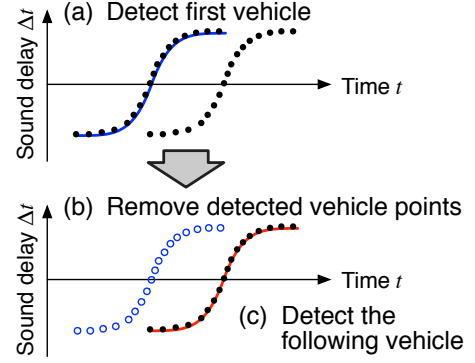 (a) Detect first vehicle
Sound delay Δt
Time t
(b) Remove detected vehicle points
Sound delay Δt
Time t
(c) Detect the
following vehicle